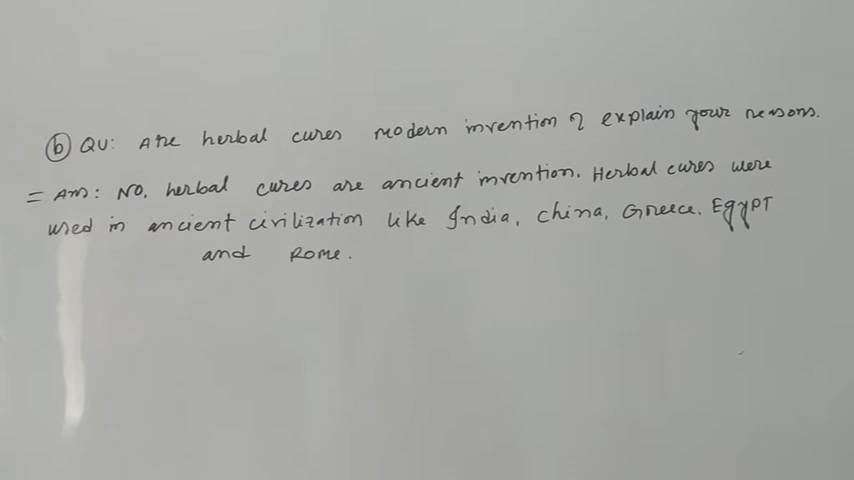 (b) QU: Are herbal cures modern invention ? explain your reasons.
= Ans: NO, herbal cures are ancient invention. Herbal cures were
used in ancient civilization like India, China, Greece, EgyPT
and Rome.